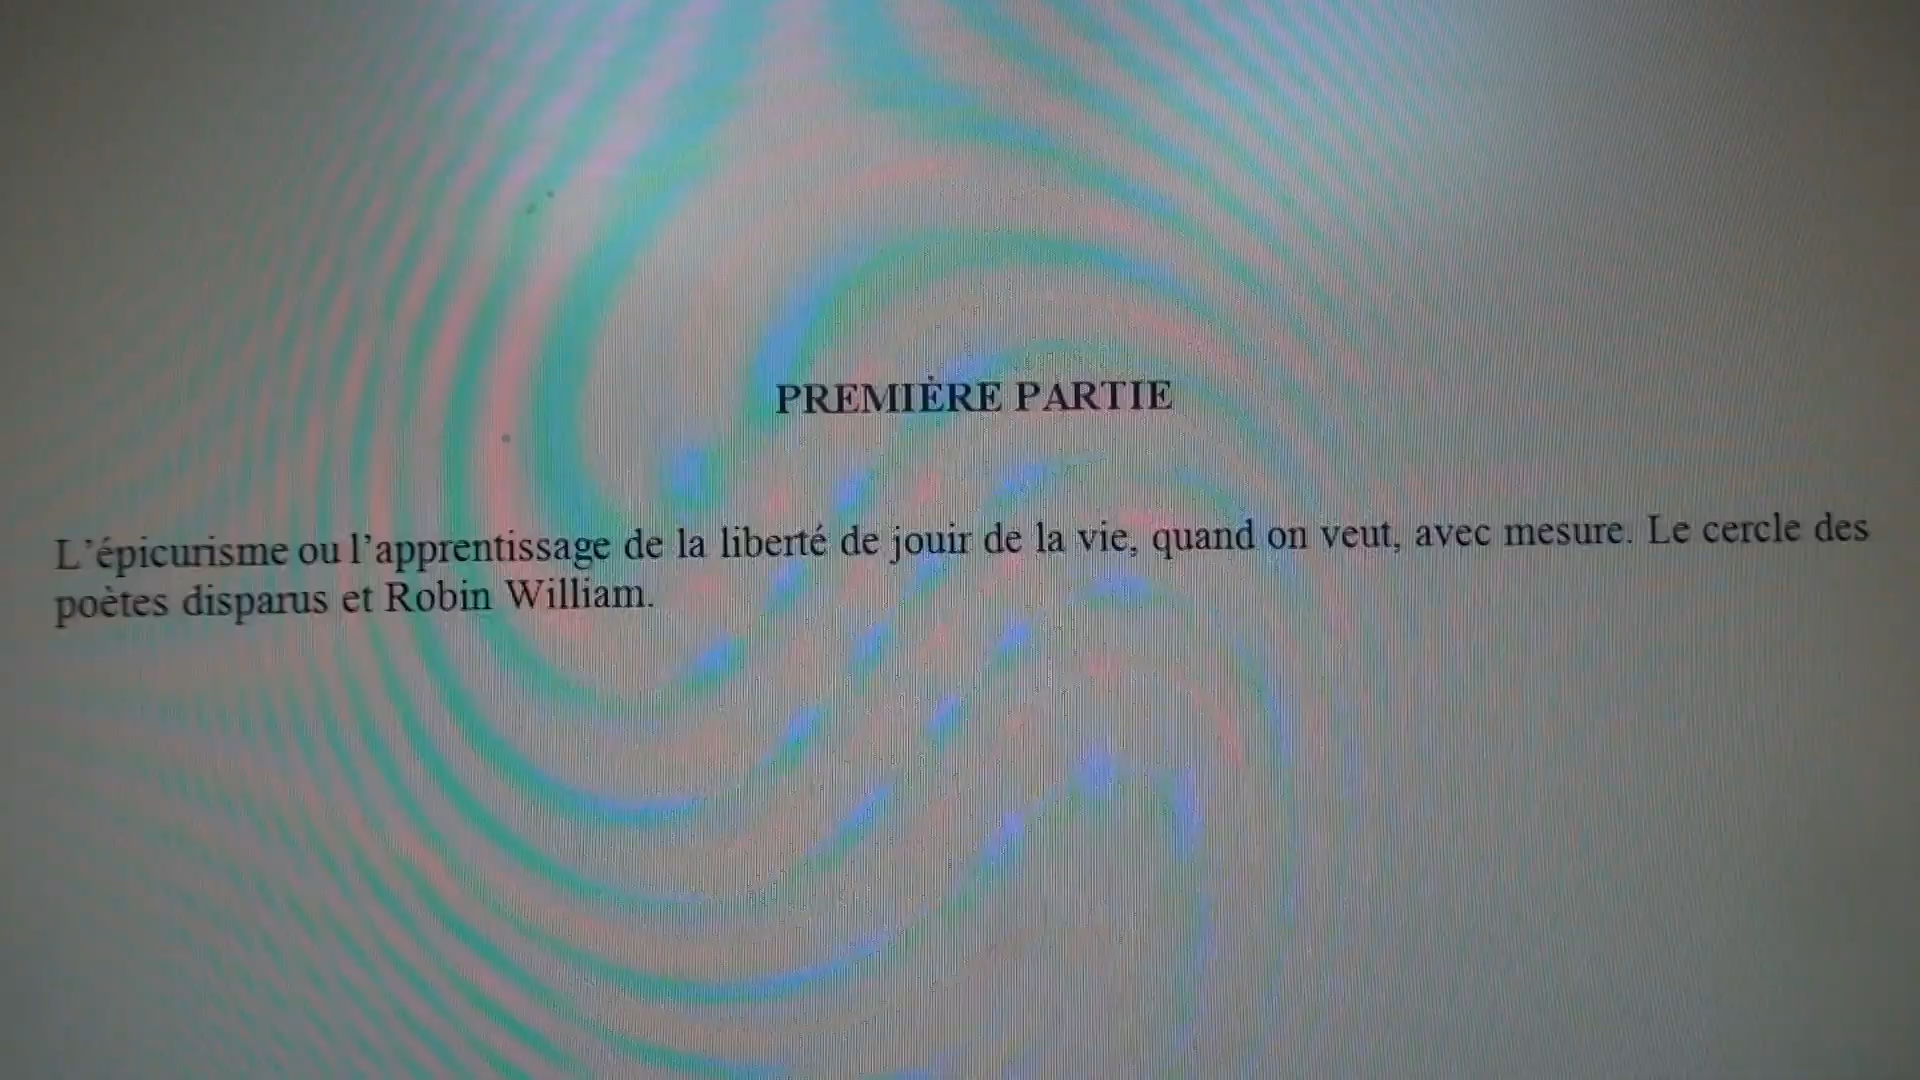 PREMIÈRE PARTIE
L'épicurisme ou l'apprentissage de la liberté de jouir de la vie, quand on veut, avec mesure. Le cercle des
poètes disparus et Robin William.